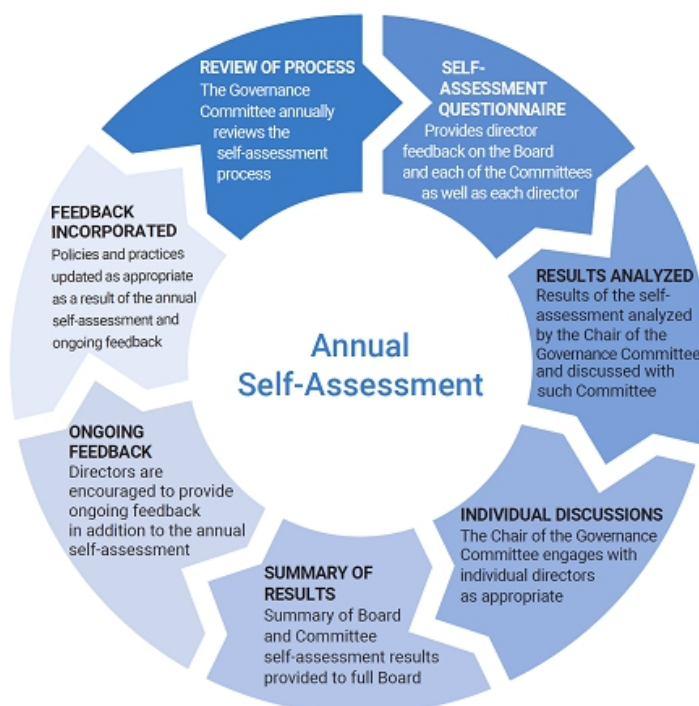 REVIEW OF PROCESS
The Governance
Committee annually
reviews the
self-assessment
process
SELF-
ASSESSMENT
QUESTIONNAIRE
Provides director
feedback on the Board
and each of the Committees
as well as each director
RESULTS ANALYZED
Results of the self-
assessment analyzed
by the Chair of the
Governance Committee
and discussed with
such Committee
INDIVIDUAL DISCUSSIONS
The Chair of the Governance
Committee engages with
individual directors
as appropriate
SUMMARY OF
RESULTS
Summary of Board
and Committee
self-assessment results
provided to full Board
ONGOING
FEEDBACK
Directors are
encouraged to provide
ongoing feedback
in addition to the annual
self-assessment
FEEDBACK
INCORPORATED
Policies and practices
updated as appropriate
as a result of the annual
self-assessment and
ongoing feedback
Annual
Self-Assessment